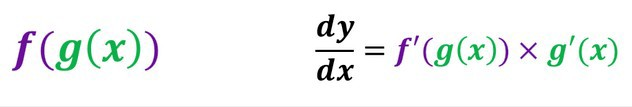 f(g(x))
dy/dx = f′(g(x)) × g′(x)